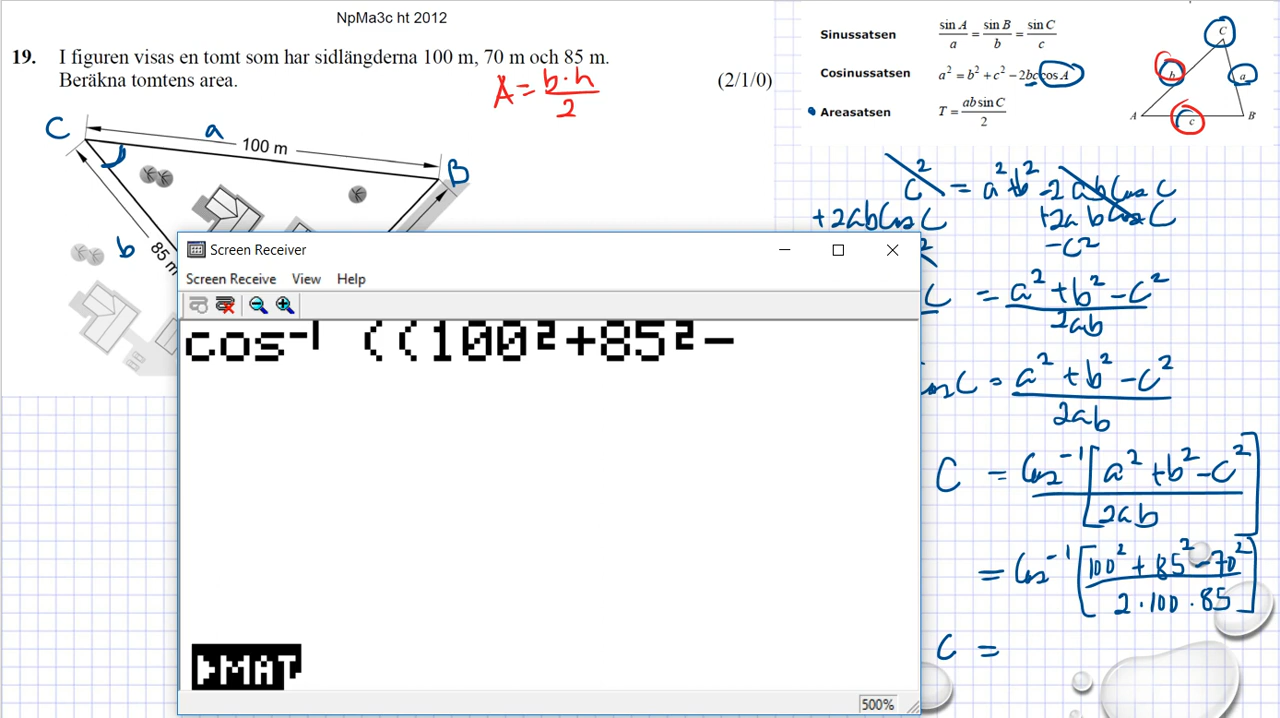 NpMa3c ht 2012
19. I figuren visas en tomt som har sidlängderna 100 m, 70 m och 85 m.
Beräkna tomtens area. (2/1/0)
A = b·h / 2
C
a
100 m
B
b
85 m
Sinussatsen sin A / a = sin B / b = sin C / c
Cosinussatsen a² = b² + c² − 2bc cos A
Areasatsen T = ab sin C / 2
C
b
a
A
c
B
c² = a² + b² − 2ab Cos C
+2ab Cos C +2ab Cos C
² −c²
C = a² + b² − c² / 2ab
Cos C = a² + b² − c² / 2ab
C = Cos⁻¹ [a² + b² − c² / 2ab]
= Cos⁻¹ [100² + 85² − 70² / 2·100·85]
C =
Screen Receiver
Screen Receive View Help
cos⁻¹ ((100²+85²−
▶MAT
500%